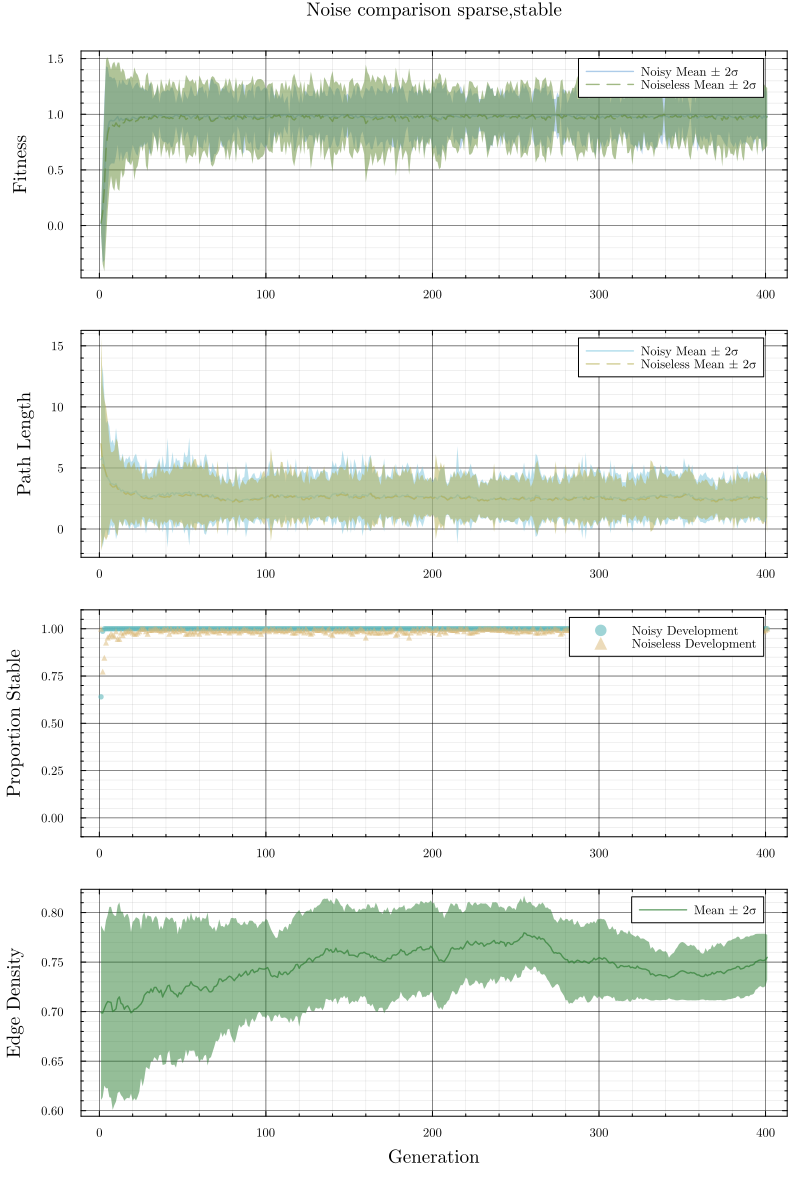 Noise comparison sparse,stable
Fitness
1.5
1.0
0.5
0.0
Noisy Mean ± 2σ
Noiseless Mean ± 2σ
0 100 200 300 400
Path Length
15
10
5
0
Noisy Mean ± 2σ
Noiseless Mean ± 2σ
0 100 200 300 400
Proportion Stable
1.00
0.75
0.50
0.25
0.00
Noisy Development
Noiseless Development
0 100 200 300 400
Edge Density
0.80
0.75
0.70
0.65
0.60
Mean ± 2σ
0 100 200 300 400
Generation